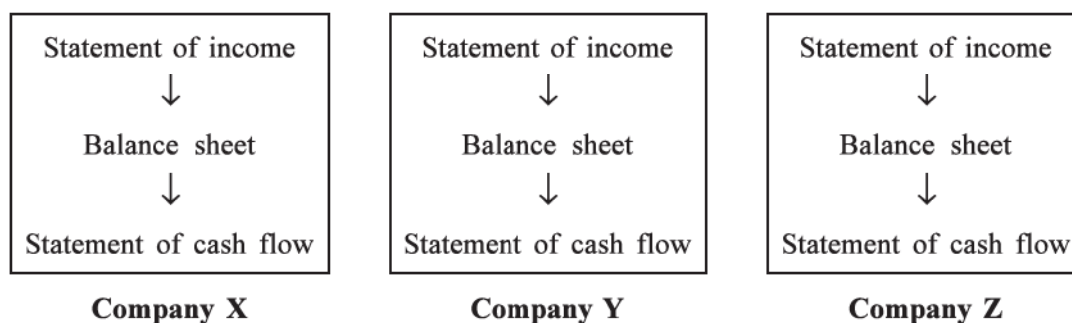 Statement of income Statement of income Statement of income
↓ ↓ ↓
Balance sheet Balance sheet Balance sheet
↓ ↓ ↓
Statement of cash flow Statement of cash flow Statement of cash flow
Company X Company Y Company Z